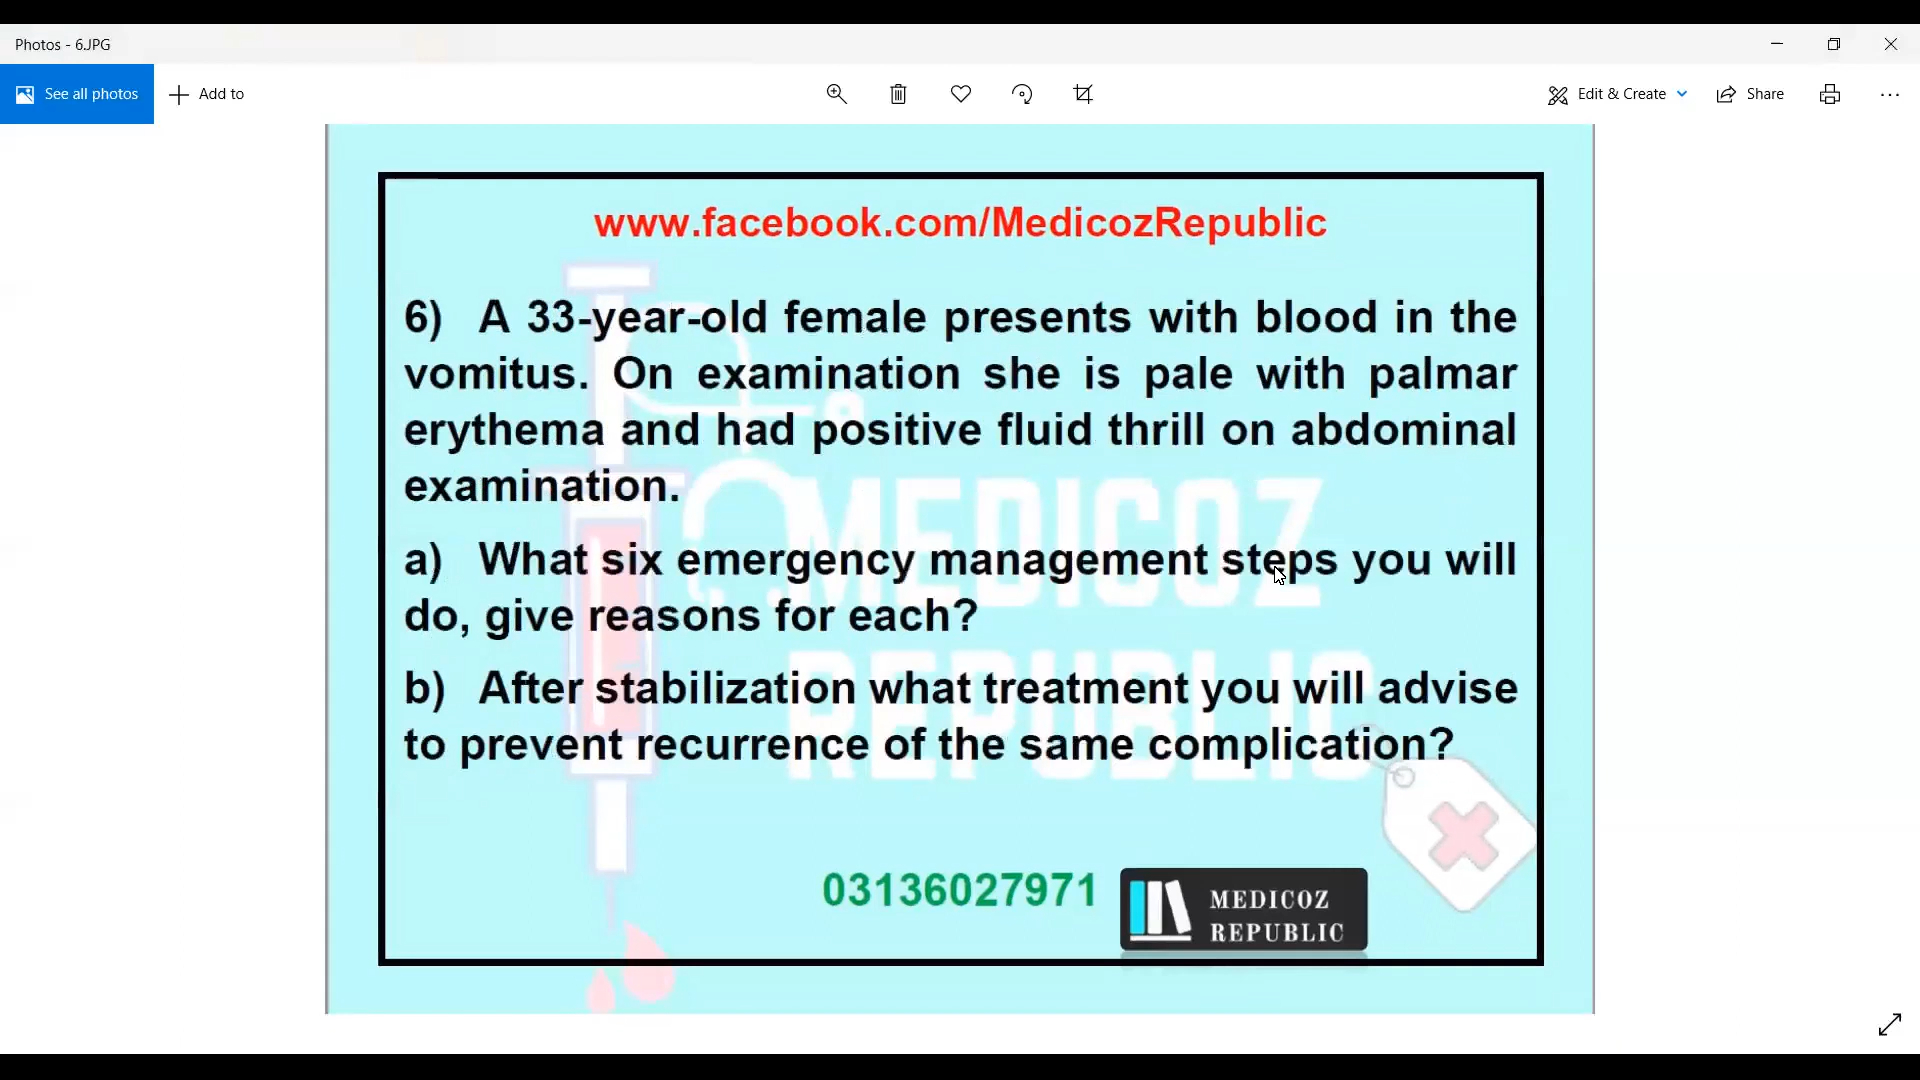 Photos - 6.JPG
See all photos
Add to
Edit & Create
Share
www.facebook.com/MedicozRepublic
6) A 33-year-old female presents with blood in the
vomitus. On examination she is pale with palmar
erythema and had positive fluid thrill on abdominal
examination.
a) What six emergency management steps you will
do, give reasons for each?
b) After stabilization what treatment you will advise
to prevent recurrence of the same complication?
MEDICOZ
REPUBLIC
03136027971
MEDICOZ
REPUBLIC